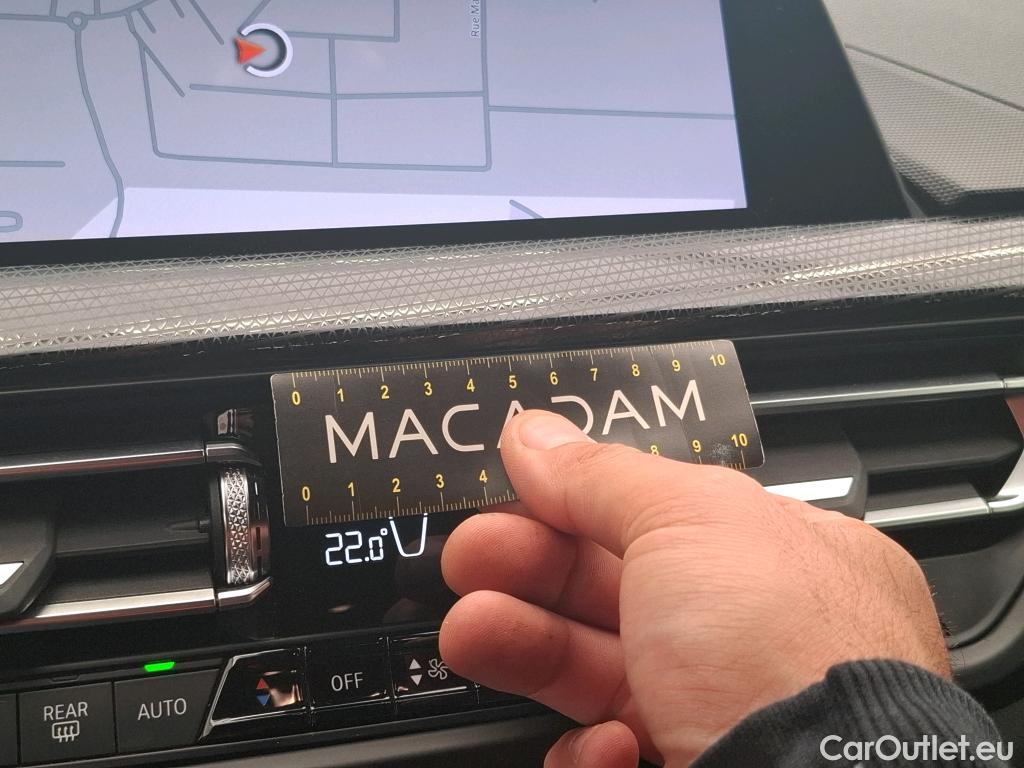 Rue Ma
0 1 2 3 4 5 6 7 8 9 10
MACADAM
0 1 2 3 4 8 9 10
22.0°
REAR
AUTO
OFF
CarOutlet.eu